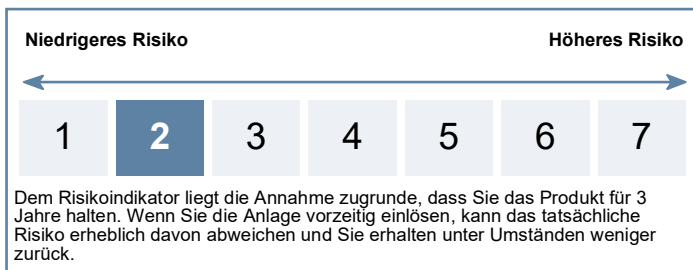 Niedrigeres Risiko Höheres Risiko
1 2 3 4 5 6 7
Dem Risikoindikator liegt die Annahme zugrunde, dass Sie das Produkt für 3
Jahre halten. Wenn Sie die Anlage vorzeitig einlösen, kann das tatsächliche
Risiko erheblich davon abweichen und Sie erhalten unter Umständen weniger
zurück.